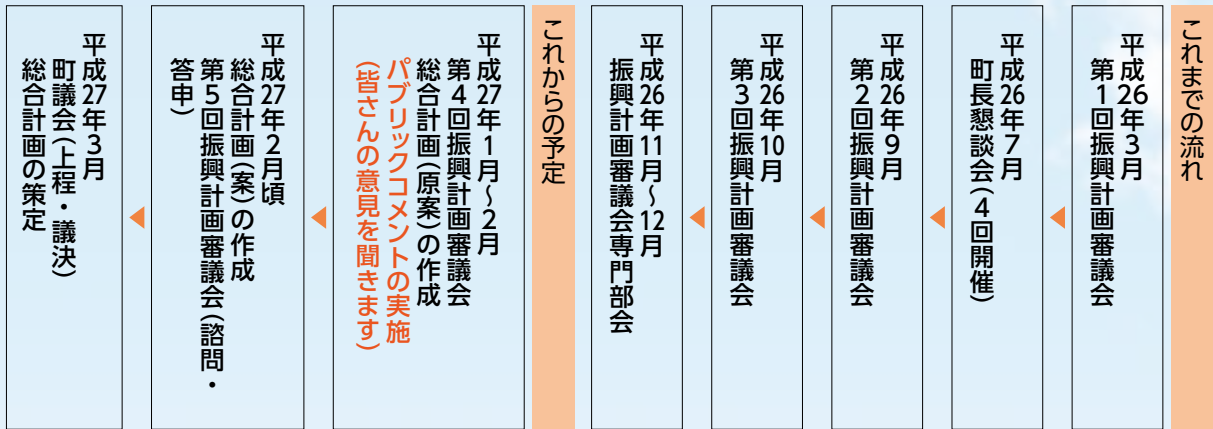 これまでの流れ
平成26年3月
第1回振興計画審議会
平成26年7月
町長懇談会(4回開催)
平成26年9月
第2回振興計画審議会
平成26年10月
第3回振興計画審議会
平成26年11月~12月
振興計画審議会専門部会
これからの予定
平成27年1月~2月
第4回振興計画審議会
総合計画(原案)の作成
パブリックコメントの実施
(皆さんの意見を聞きます)
平成27年2月頃
総合計画(案)の作成
第5回振興計画審議会(諮問・
答申)
平成27年3月
町議会(上程・議決)
総合計画の策定